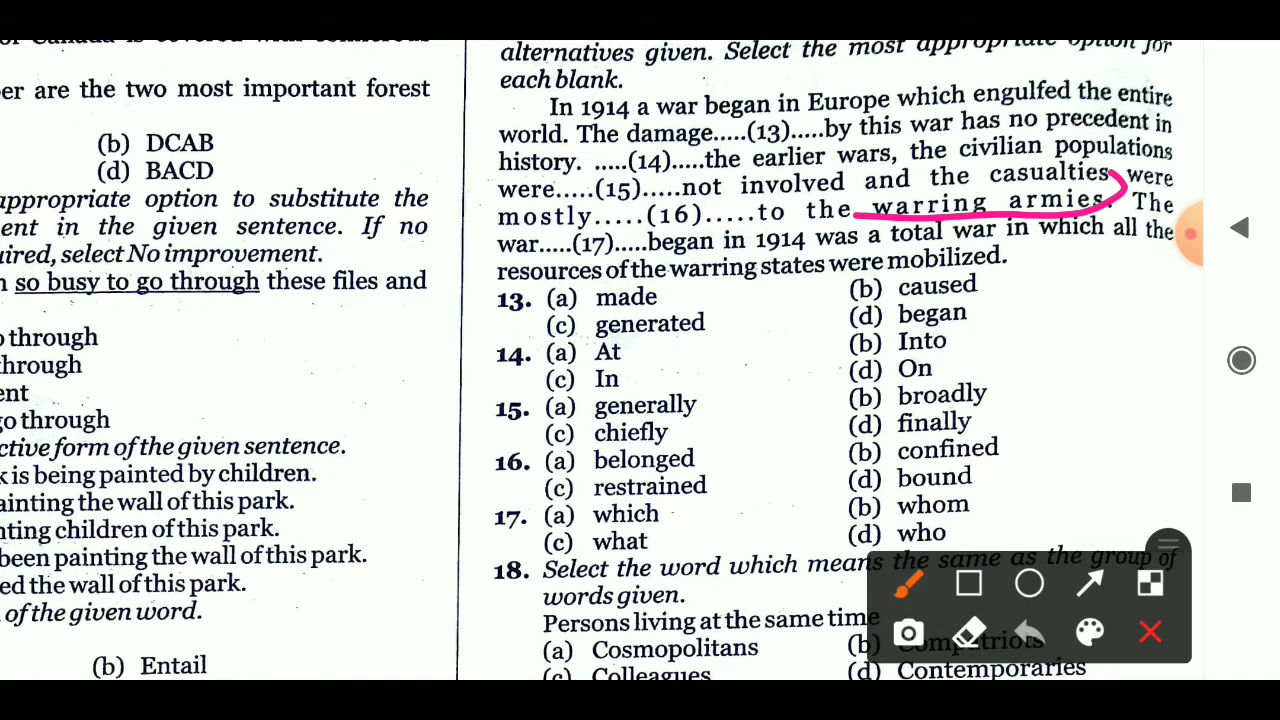 of Canada is covered with coniferous
er are the two most important forest
(b) DCAB
(d) BACD
appropriate option to substitute the
ent in the given sentence. If no
ired, select No improvement.
so busy to go through these files and
through
through
ent
go through
ctive form of the given sentence.
k is being painted by children.
ainting the wall of this park.
nting children of this park.
been painting the wall of this park.
ed the wall of this park.
of the given word.
(b) Entail
alternatives given. Select the most appropriate option for
each blank.
In 1914 a war began in Europe which engulfed the entire
world. The damage.....(13).....by this war has no precedent in
history. .....(14).....the earlier wars, the civilian populations
were.....(15).....not involved and the casualties were
mostly.....(16).....to the warring armies. The
war.....(17).....began in 1914 was a total war in which all the
resources of the warring states were mobilized.
13. (a) made (b) caused
(c) generated (d) began
14. (a) At (b) Into
(c) In (d) On
15. (a) generally (b) broadly
(c) chiefly (d) finally
16. (a) belonged (b) confined
(c) restrained (d) bound
17. (a) which (b) whom
(c) what (d) who
18. Select the word which means the same as the group of
words given.
Persons living at the same time
(a) Cosmopolitans (b) Compatriots
(c) Colleagues (d) Contemporaries